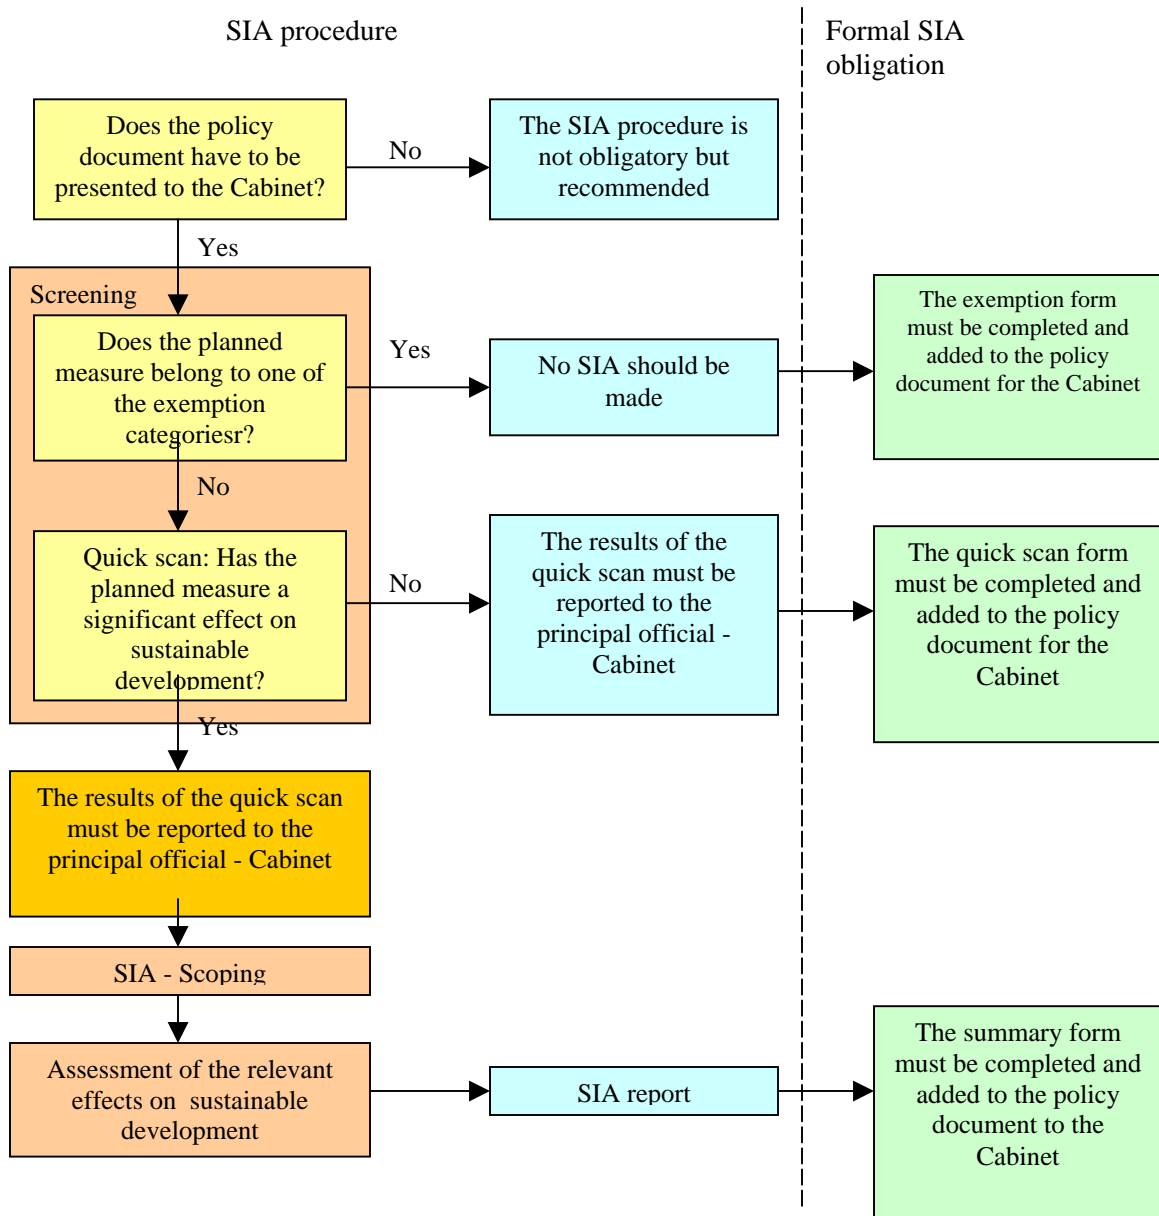 SIA procedure
Formal SIA
obligation
Does the policy
document have to be
presented to the Cabinet?
No
The SIA procedure is
not obligatory but
recommended
Yes
Screening
Does the planned
measure belong to one of
the exemption
categoriesr?
Yes
No SIA should be
made
The exemption form
must be completed and
added to the policy
document for the Cabinet
No
Quick scan: Has the
planned measure a
significant effect on
sustainable
development?
No
The results of the
quick scan must be
reported to the
principal official -
Cabinet
The quick scan form
must be completed and
added to the policy
document for the
Cabinet
Yes
The results of the quick scan
must be reported to the
principal official - Cabinet
SIA - Scoping
Assessment of the relevant
effects on  sustainable
development
SIA report
The summary form
must be completed and
added to the policy
document to the
Cabinet